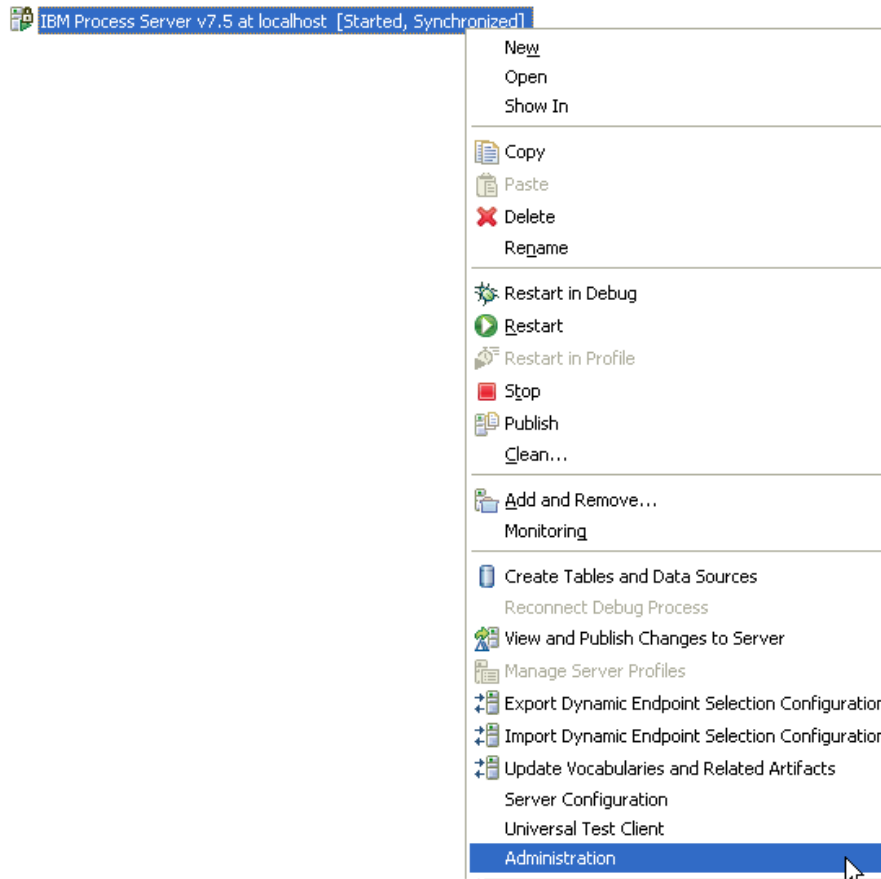 IBM Process Server v7.5 at localhost [Started, Synchronized]
New
Open
Show In
Copy
Paste
Delete
Rename
Restart in Debug
Restart
Restart in Profile
Stop
Publish
Clean...
Add and Remove...
Monitoring
Create Tables and Data Sources
Reconnect Debug Process
View and Publish Changes to Server
Manage Server Profiles
Export Dynamic Endpoint Selection Configuration
Import Dynamic Endpoint Selection Configuration
Update Vocabularies and Related Artifacts
Server Configuration
Universal Test Client
Administration